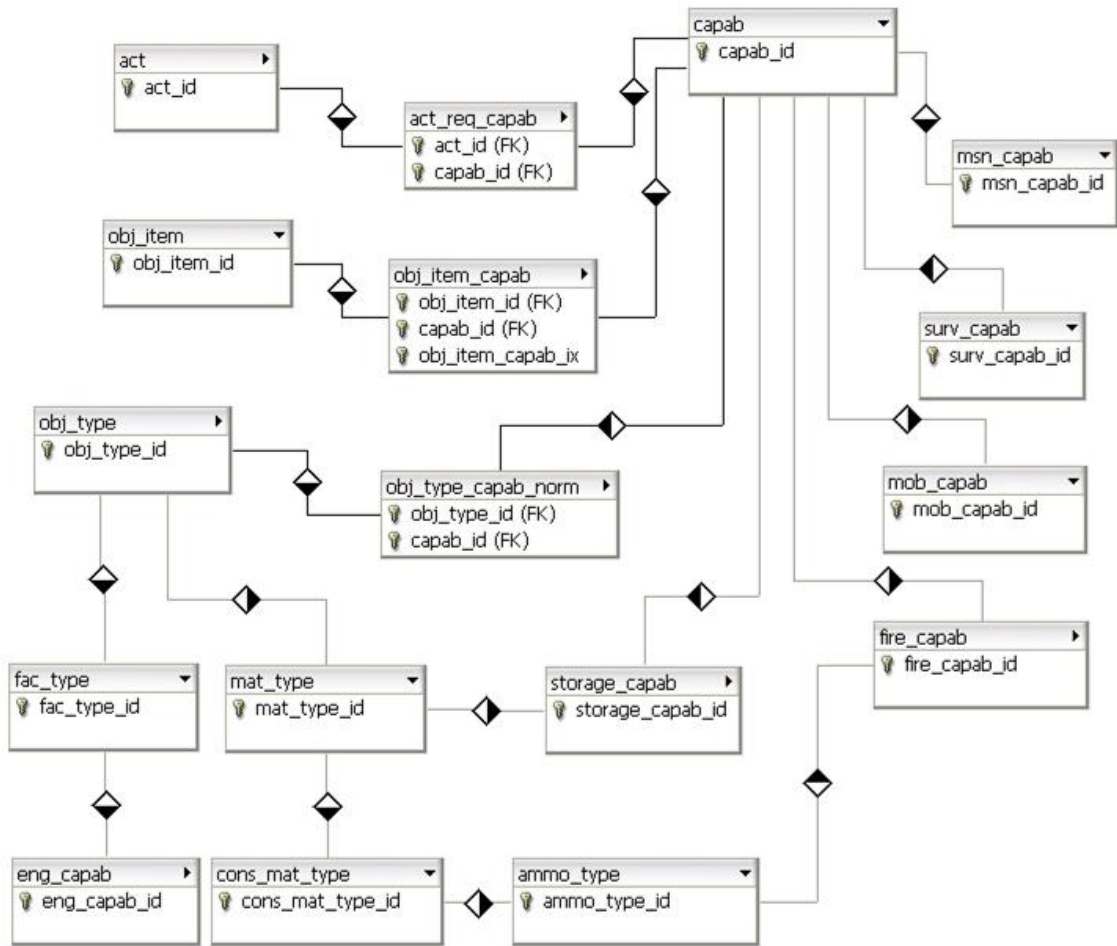 capab
capab_id
act
act_id
act_req_capab
act_id (FK)
capab_id (FK)
msn_capab
msn_capab_id
obj_item
obj_item_id
obj_item_capab
obj_item_id (FK)
capab_id (FK)
obj_item_capab_ix
surv_capab
surv_capab_id
obj_type
obj_type_id
obj_type_capab_norm
obj_type_id (FK)
capab_id (FK)
mob_capab
mob_capab_id
fire_capab
fire_capab_id
fac_type
fac_type_id
mat_type
mat_type_id
storage_capab
storage_capab_id
eng_capab
eng_capab_id
cons_mat_type
cons_mat_type_id
ammo_type
ammo_type_id